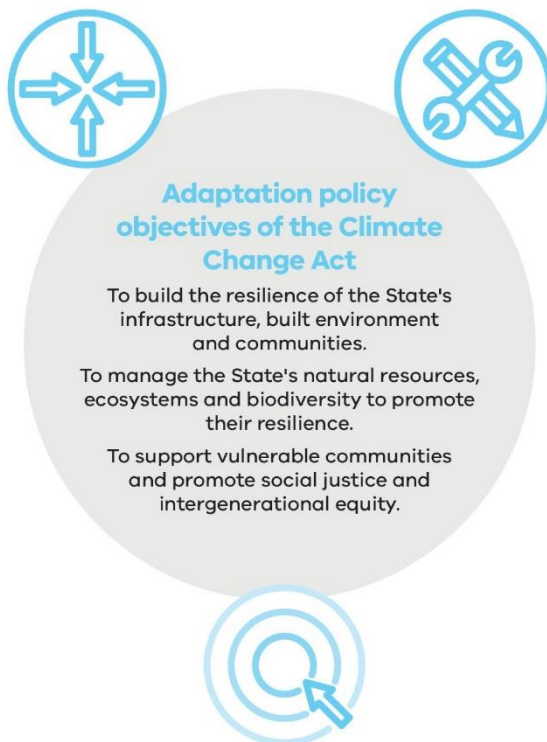 Adaptation policy
objectives of the Climate
Change Act
To build the resilience of the State's
infrastructure, built environment
and communities.
To manage the State's natural resources,
ecosystems and biodiversity to promote
their resilience.
To support vulnerable communities
and promote social justice and
intergenerational equity.